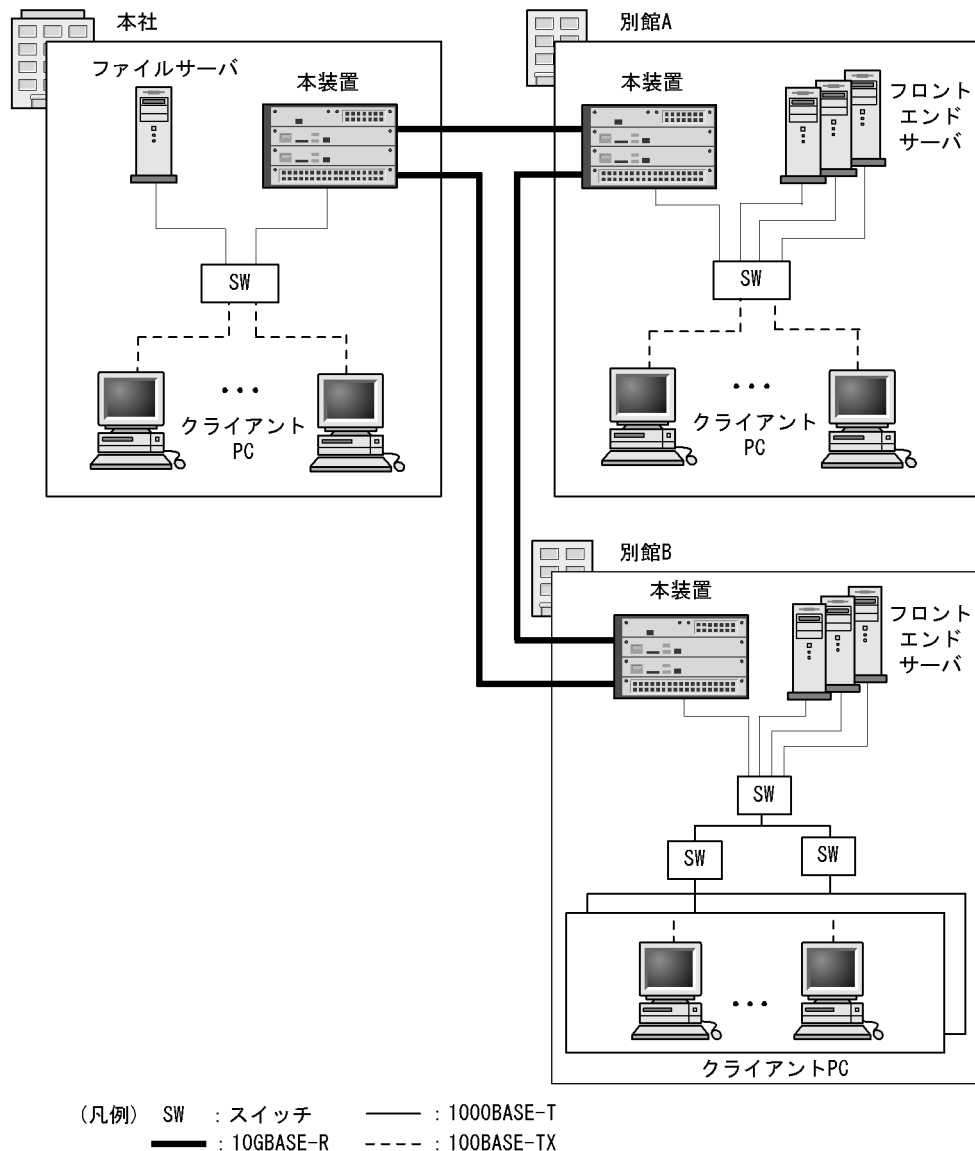 本社
ファイルサーバ
本装置
SW
クライアント
PC
別館A
本装置
フロント
エンド
サーバ
SW
クライアント
PC
別館B
本装置
フロント
エンド
サーバ
SW
SW
SW
クライアントPC
(凡例) SW :スイッチ : 1000BASE-T
: 10GBASE-R : 100BASE-TX